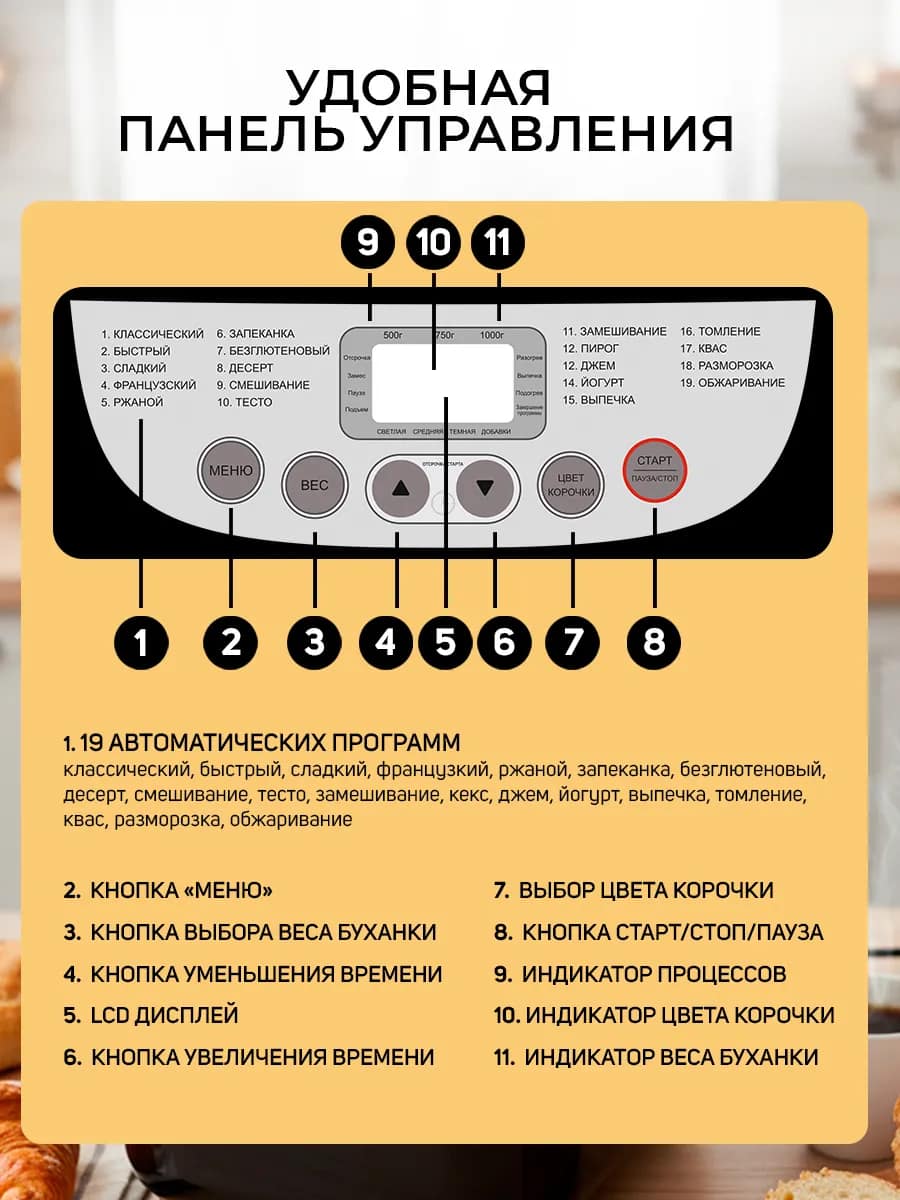 УДОБНАЯ
ПАНЕЛЬ УПРАВЛЕНИЯ
9 10 11
1. КЛАССИЧЕСКИЙ
2. БЫСТРЫЙ
3. СЛАДКИЙ
4. ФРАНЦУЗСКИЙ
5. РЖАНОЙ
6. ЗАПЕКАНКА
7. БЕЗГЛЮТЕНОВЫЙ
8. ДЕСЕРТ
9. СМЕШИВАНИЕ
10. ТЕСТО
500г 750г 1000г
Отсрочка
Замес
Пауза
Подъем
Разогрев
Выпечка
Подогрев
Завершение
программы
СВЕТЛАЯ СРЕДНЯЯ ТЕМНАЯ ДОБАВКИ
11. ЗАМЕШИВАНИЕ
12. ПИРОГ
12. ДЖЕМ
14. ЙОГУРТ
15. ВЫПЕЧКА
16. ТОМЛЕНИЕ
17. КВАС
18. РАЗМОРОЗКА
19. ОБЖАРИВАНИЕ
МЕНЮ
ВЕС
ОТСРОЧКА СТАРТА
ЦВЕТ
КОРОЧКИ
СТАРТ
ПАУЗА/СТОП
1 2 3 4 5 6 7 8
1. 19 АВТОМАТИЧЕСКИХ ПРОГРАММ
классический, быстрый, сладкий, французкий, ржаной, запеканка, безглютеновый,
десерт, смешивание, тесто, замешивание, кекс, джем, йогурт, выпечка, томление,
квас, разморозка, обжаривание
2. КНОПКА «МЕНЮ»
3. КНОПКА ВЫБОРА ВЕСА БУХАНКИ
4. КНОПКА УМЕНЬШЕНИЯ ВРЕМЕНИ
5. LCD ДИСПЛЕЙ
6. КНОПКА УВЕЛИЧЕНИЯ ВРЕМЕНИ
7. ВЫБОР ЦВЕТА КОРОЧКИ
8. КНОПКА СТАРТ/СТОП/ПАУЗА
9. ИНДИКАТОР ПРОЦЕССОВ
10. ИНДИКАТОР ЦВЕТА КОРОЧКИ
11. ИНДИКАТОР ВЕСА БУХАНКИ